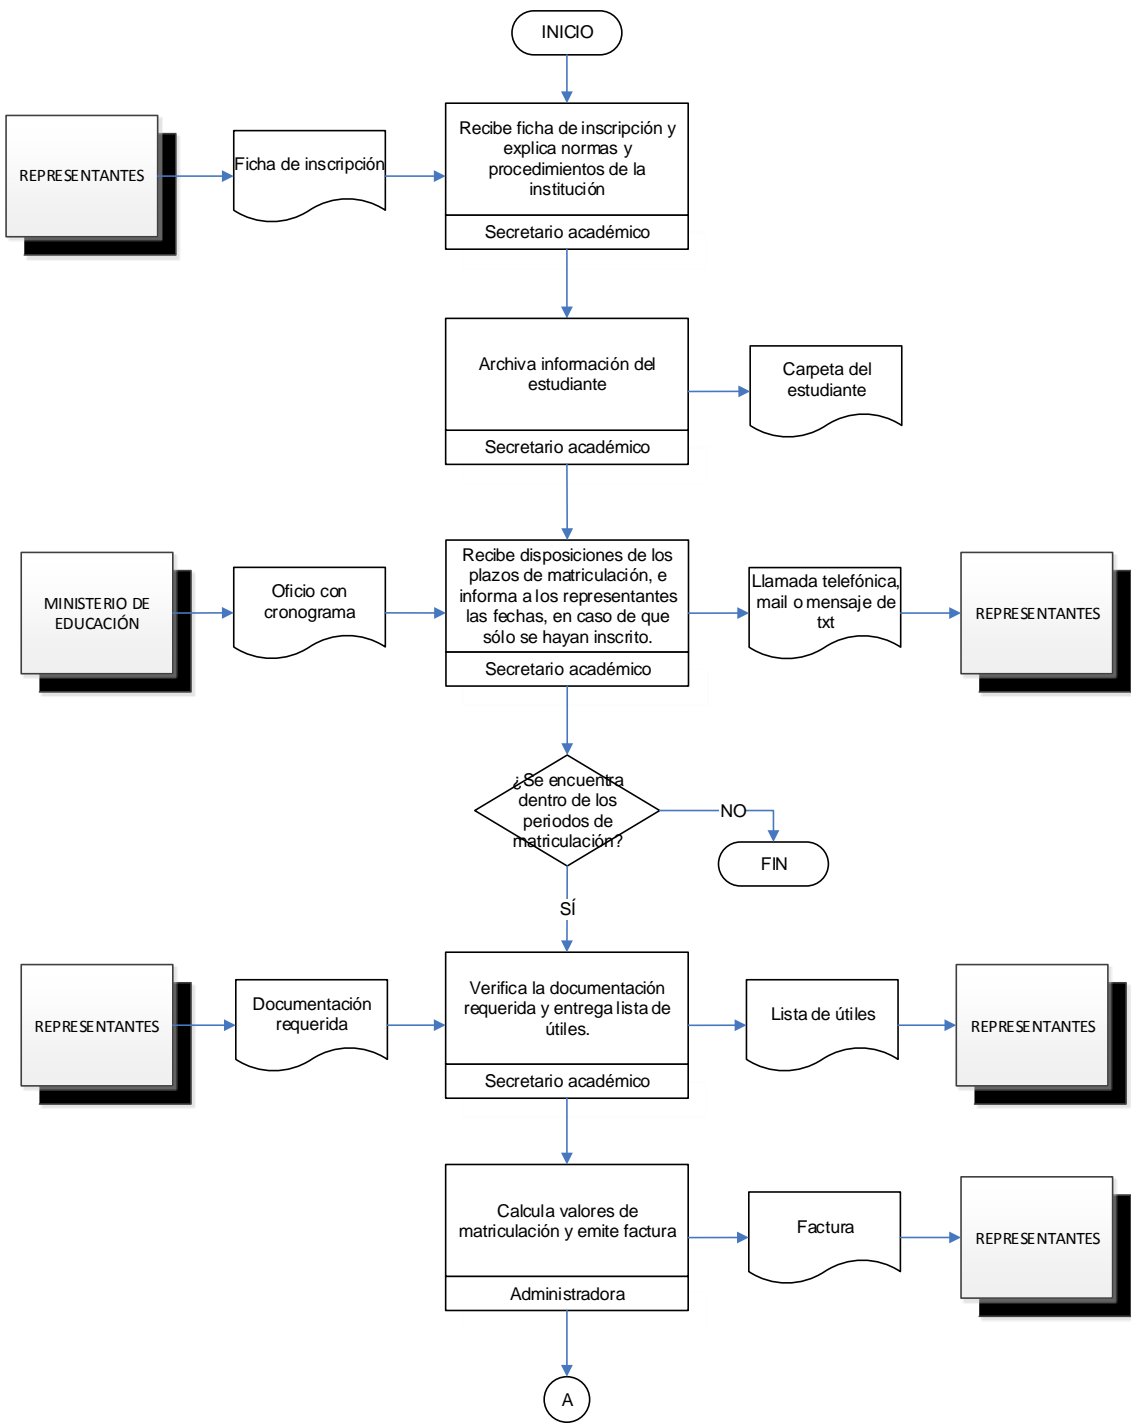 INICIO
REPRESENTANTES
Ficha de inscripción
Recibe ficha de inscripción y
explica normas y
procedimientos de la
institución
Secretario académico
Archiva información del
estudiante
Secretario académico
Carpeta del
estudiante
MINISTERIO DE
EDUCACIÓN
Oficio con
cronograma
Recibe disposiciones de los
plazos de matriculación, e
informa a los representantes
las fechas, en caso de que
sólo se hayan inscrito.
Secretario académico
Llamada telefónica,
mail o mensaje de
txt
REPRESENTANTES
¿Se encuentra
dentro de los
periodos de
matriculación?
NO
FIN
SÍ
REPRESENTANTES
Documentación
requerida
Verifica la documentación
requerida y entrega lista de
útiles.
Secretario académico
Lista de útiles
REPRESENTANTES
Calcula valores de
matriculación y emite factura
Administradora
Factura
REPRESENTANTES
A